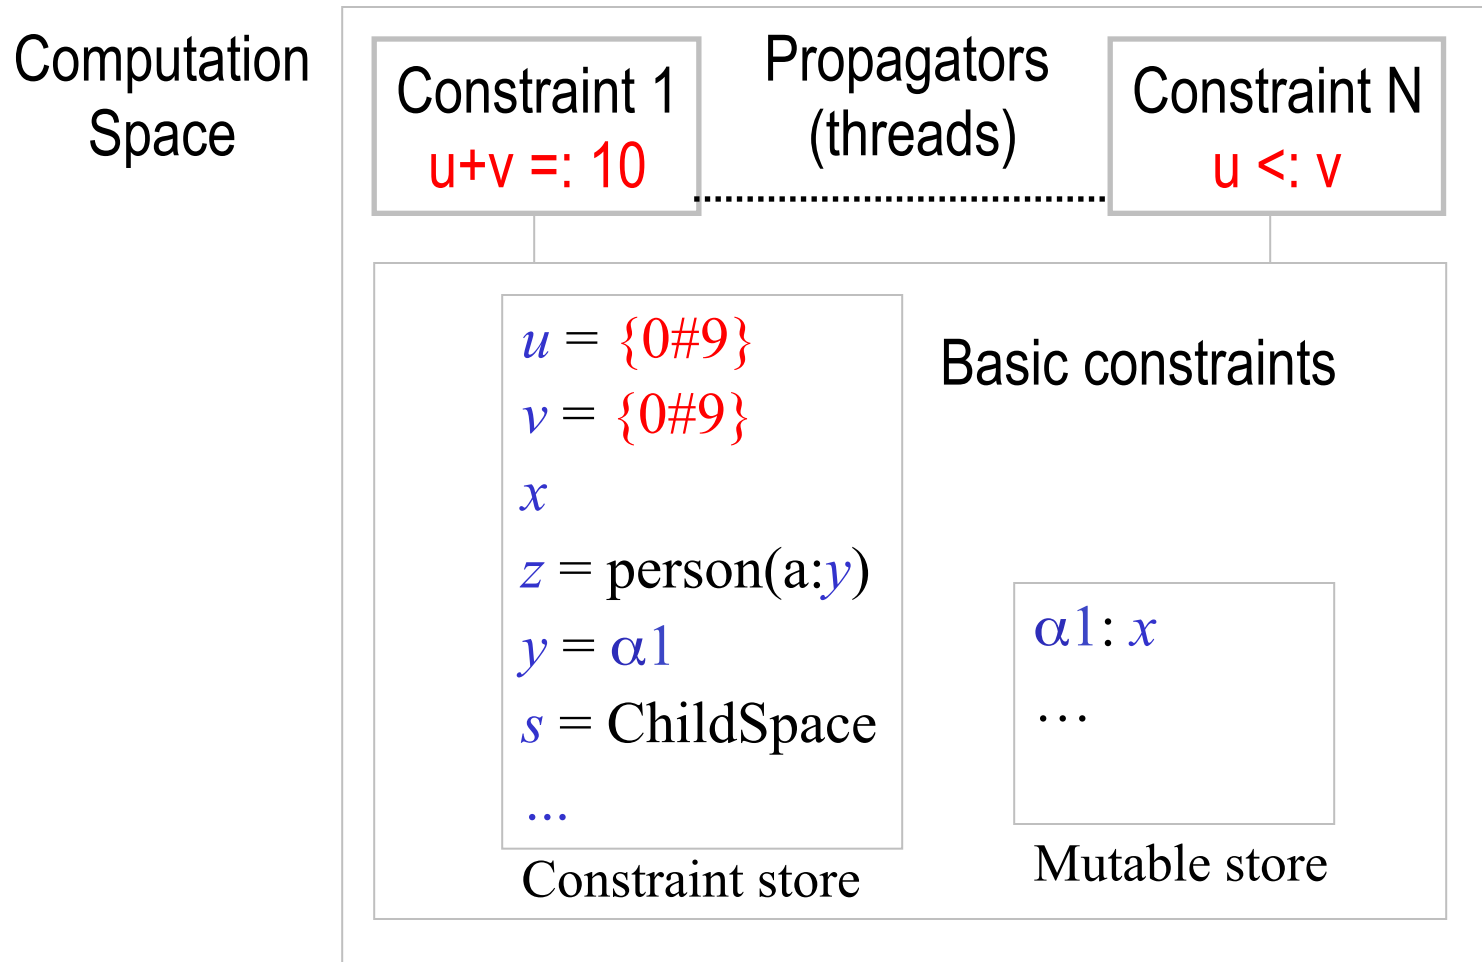 Computation
Space
Constraint 1
u+v =: 10
Propagators
(threads)
Constraint N
u <: v
u = {0#9}
v = {0#9}
x
z = person(a:y)
y = α1
s = ChildSpace
...
Constraint store
Basic constraints
α1: x
…
Mutable store